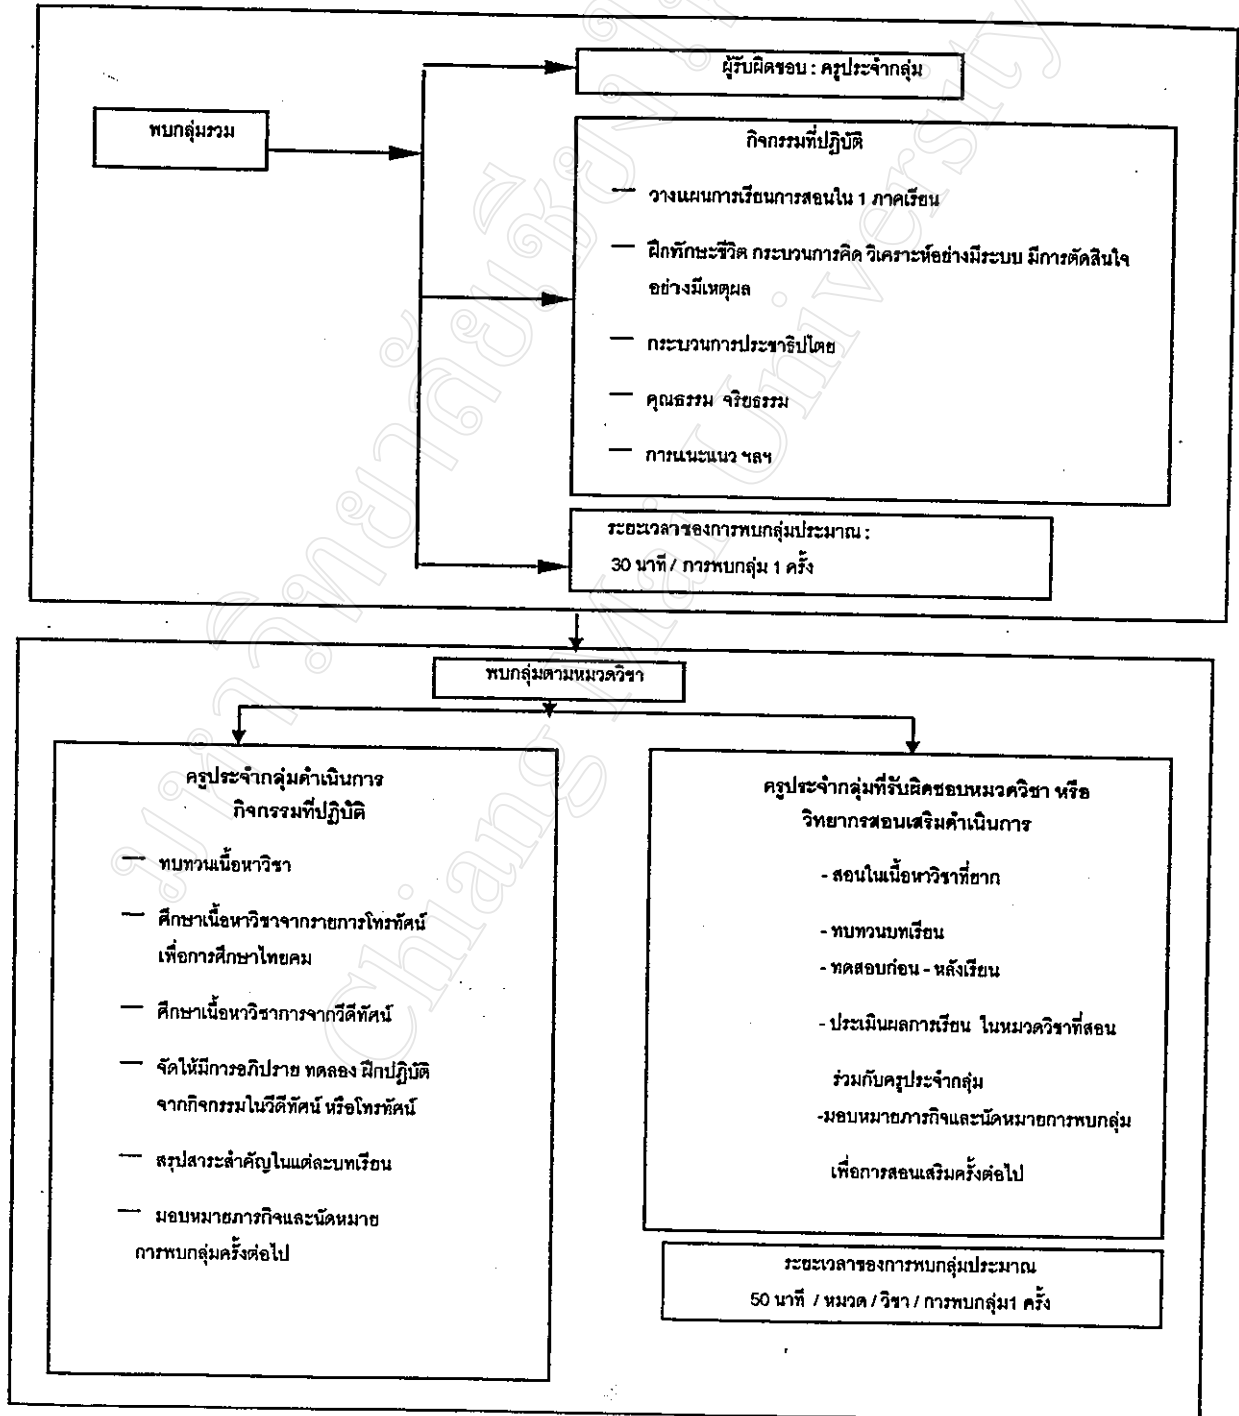 ผู้รับผิดชอบ : ครูประจำกลุ่ม
พบกลุ่มรวม
กิจกรรมที่ปฏิบัติ
— วางแผนการเรียนการสอนใน 1 ภาคเรียน
— ฝึกทักษะชีวิต กระบวนการคิด วิเคราะห์อย่างมีระบบ มีการตัดสินใจ
อย่างมีเหตุผล
— กระบวนการประชาธิปไตย
— คุณธรรม จริยธรรม
— การแนะแนว ฯลฯ
ระยะเวลาของการพบกลุ่มประมาณ :
30 นาที / การพบกลุ่ม 1 ครั้ง
พบกลุ่มตามหมวดวิชา
ครูประจำกลุ่มดำเนินการ
กิจกรรมที่ปฏิบัติ
— ทบทวนเนื้อหาวิชา
— ศึกษาเนื้อหาวิชาจากรายการโทรทัศน์
เพื่อการศึกษาไทยคม
— ศึกษาเนื้อหาวิชาการจากวีดีทัศน์
— จัดให้มีการอภิปราย ทดลอง ฝึกปฏิบัติ
จากกิจกรรมในวีดีทัศน์ หรือโทรทัศน์
— สรุปสาระสำคัญในแต่ละบทเรียน
— มอบหมายภารกิจและนัดหมาย
การพบกลุ่มครั้งต่อไป
ครูประจำกลุ่มที่รับผิดชอบหมวดวิชา หรือ
วิทยากรสอนเสริมดำเนินการ
- สอนในเนื้อหาวิชาที่ยาก
- ทบทวนบทเรียน
- ทดสอบก่อน - หลังเรียน
- ประเมินผลการเรียน ในหมวดวิชาที่สอน
ร่วมกับครูประจำกลุ่ม
-มอบหมายภารกิจและนัดหมายการพบกลุ่ม
เพื่อการสอนเสริมครั้งต่อไป
ระยะเวลาของการพบกลุ่มประมาณ
50 นาที / หมวด / วิชา / การพบกลุ่ม1 ครั้ง
มหาวิทยาลัยเชียงใหม่
Chiang Mai University